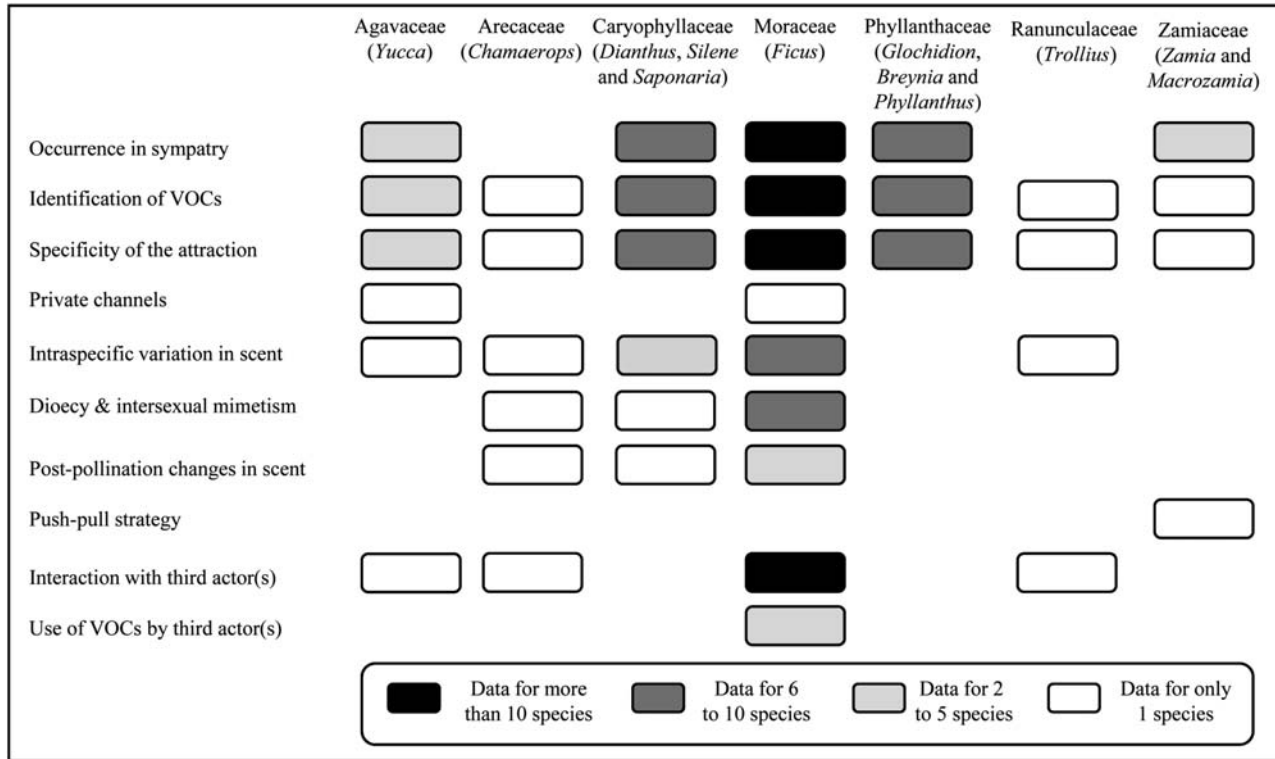 Agavaceae
(Yucca)
Arecaceae
(Chamaerops)
Caryophyllaceae
(Dianthus, Silene
and Saponaria)
Moraceae
(Ficus)
Phyllanthaceae
(Glochidion,
Breynia and
Phyllanthus)
Ranunculaceae
(Trollius)
Zamiaceae
(Zamia and
Macrozamia)
Occurrence in sympatry
Identification of VOCs
Specificity of the attraction
Private channels
Intraspecific variation in scent
Dioecy & intersexual mimetism
Post-pollination changes in scent
Push-pull strategy
Interaction with third actor(s)
Use of VOCs by third actor(s)
Data for more
than 10 species
Data for 6
to 10 species
Data for 2
to 5 species
Data for only
1 species